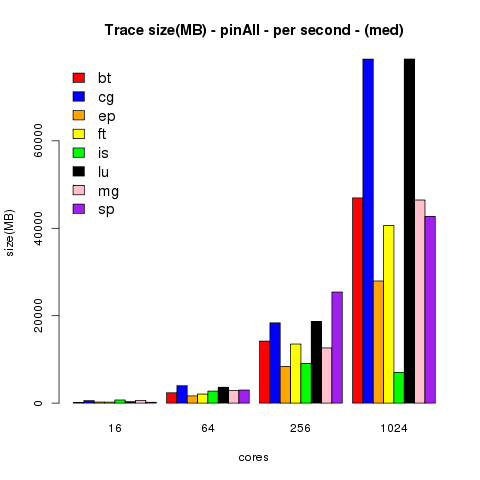 Trace size(MB) - pinAll - per second - (med)
bt
cg
ep
ft
is
lu
mg
sp
size(MB)
60000
40000
20000
0
16 64 256 1024
cores